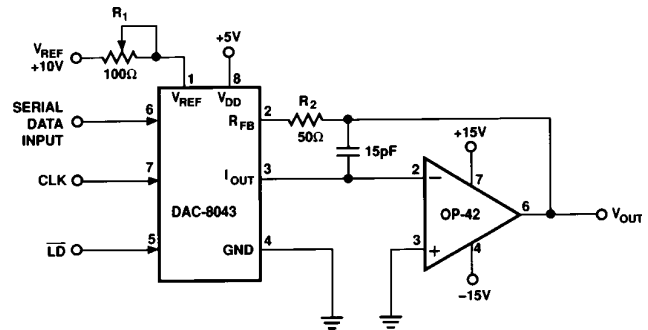 R1
VREF
+10V
100Ω
+5V
1
8
VREF
VDD
SERIAL
DATA
INPUT
6
RFB
2
R2
50Ω
15pF
+15V
CLK
7
IOUT
3
2
−
7
DAC-8043
OP-42
6
VOUT
LD
5
GND
4
3
+
4
−15V